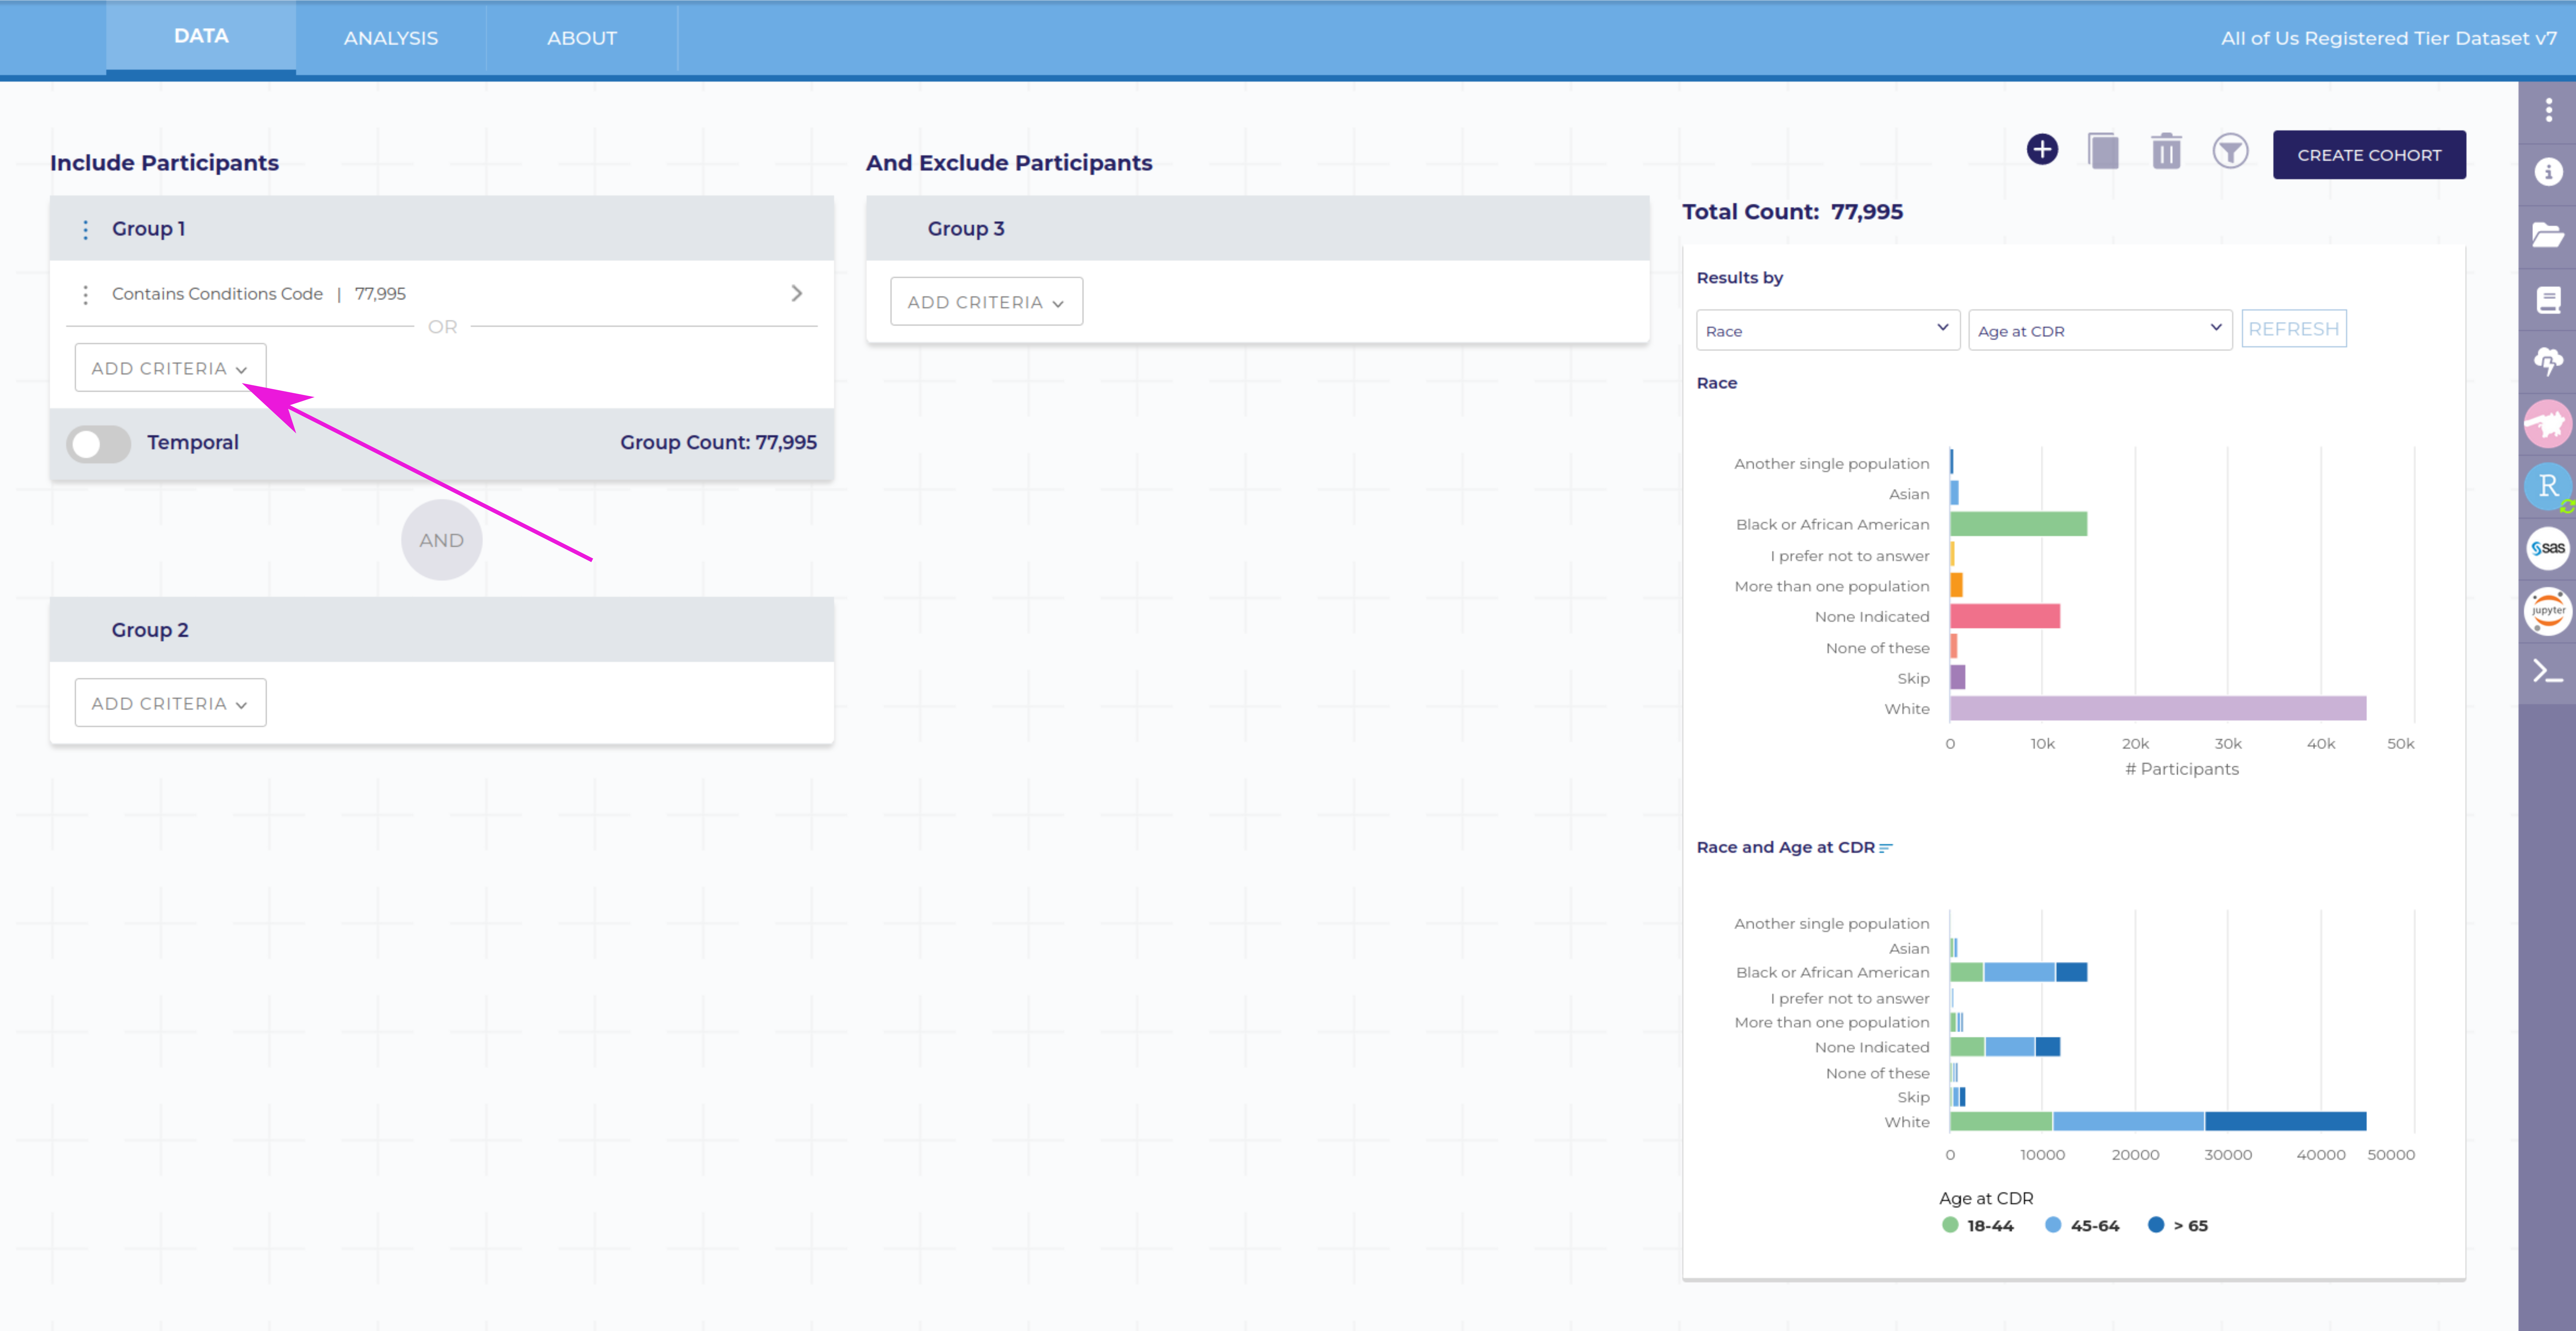 DATA
ANALYSIS
ABOUT
All of Us Registered Tier Dataset v7
Include Participants
And Exclude Participants
CREATE COHORT
Group 1
Contains Conditions Code | 77,995
OR
ADD CRITERIA
Temporal
Group Count: 77,995
AND
Group 2
ADD CRITERIA
Group 3
ADD CRITERIA
Total Count: 77,995
Results by
Race
Age at CDR
REFRESH
Race
Another single population
Asian
Black or African American
I prefer not to answer
More than one population
None Indicated
None of these
Skip
White
0 10k 20k 30k 40k 50k
# Participants
Race and Age at CDR
Another single population
Asian
Black or African American
I prefer not to answer
More than one population
None Indicated
None of these
Skip
White
0 10000 20000 30000 40000 50000
Age at CDR
18-44 45-64 > 65
R
sas
jupyter